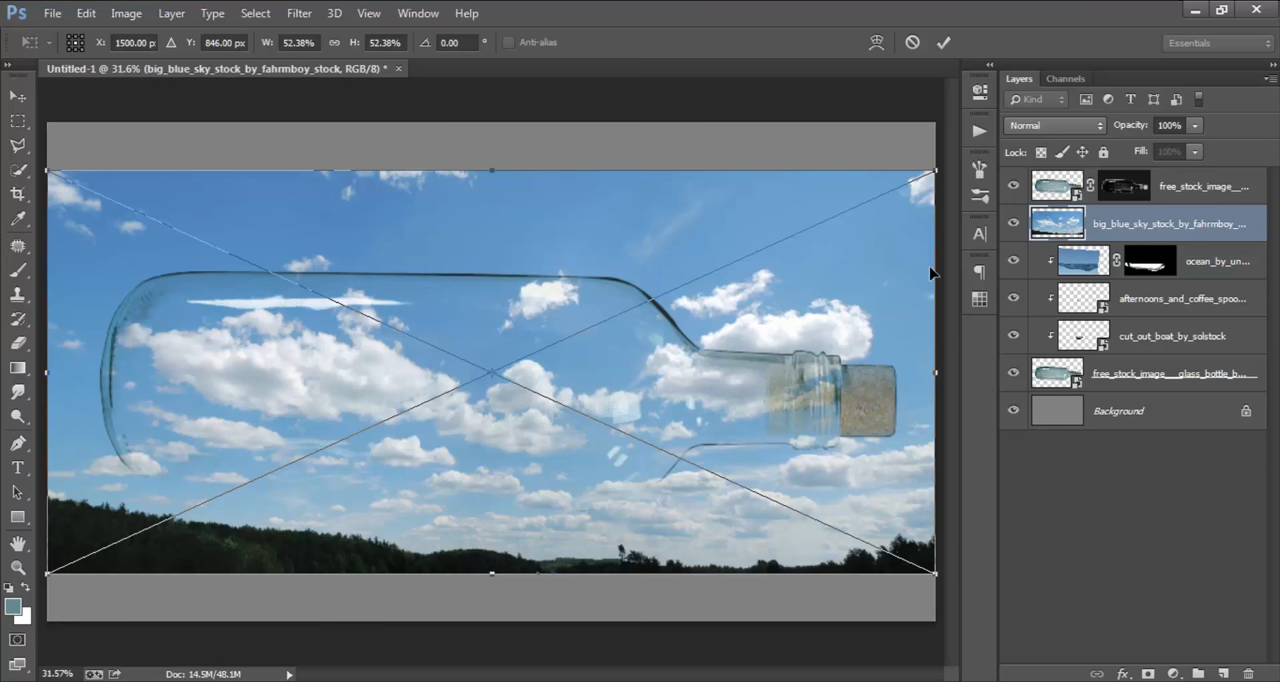 Ps File Edit Image Layer Type Select Filter 3D View Window Help
X: 1500.00 px Y: 846.00 px W: 52.38% H: 52.38% 0.00 ° Anti-alias Essentials
Untitled-1 @ 31.6% (big_blue_sky_stock_by_fahrmboy_stock, RGB/8) * ×
Layers Channels
Kind
Normal Opacity: 100%
Lock: Fill: 100%
free_stock_image__...
big_blue_sky_stock_by_fahrmboy_...
ocean_by_un...
afternoons_and_coffee_spoo...
cut_out_boat_by_solstock
free_stock_image___glass_bottle_b...
Background
31.57% Doc: 14.5M/48.1M